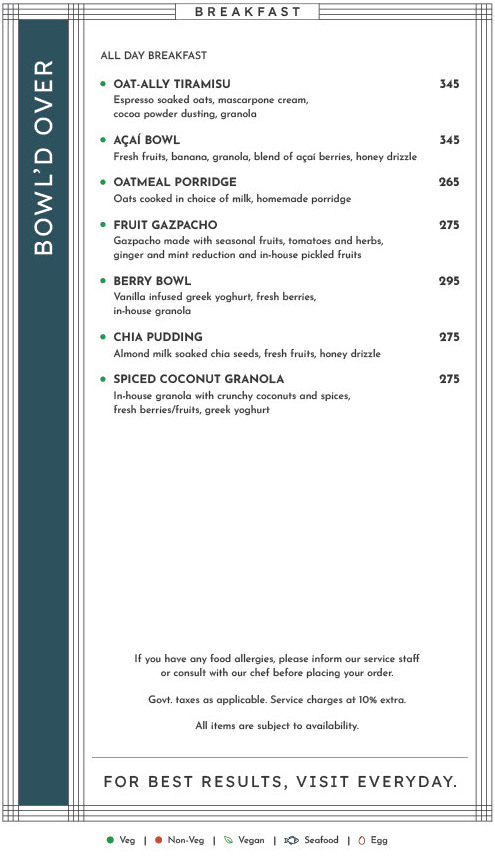 BREAKFAST
BOWL'D OVER
ALL DAY BREAKFAST
OAT-ALLY TIRAMISU 345
Espresso soaked oats, mascarpone cream,
cocoa powder dusting, granola
AÇAÍ BOWL 345
Fresh fruits, banana, granola, blend of açaí berries, honey drizzle
OATMEAL PORRIDGE 265
Oats cooked in choice of milk, homemade porridge
FRUIT GAZPACHO 275
Gazpacho made with seasonal fruits, tomatoes and herbs,
ginger and mint reduction and in-house pickled fruits
BERRY BOWL 295
Vanilla infused greek yoghurt, fresh berries,
in-house granola
CHIA PUDDING 275
Almond milk soaked chia seeds, fresh fruits, honey drizzle
SPICED COCONUT GRANOLA 275
In-house granola with crunchy coconuts and spices,
fresh berries/fruits, greek yoghurt
If you have any food allergies, please inform our service staff
or consult with our chef before placing your order.
Govt. taxes as applicable. Service charges at 10% extra.
All items are subject to availability.
FOR BEST RESULTS, VISIT EVERYDAY.
Veg | Non-Veg | Vegan | Seafood | Egg